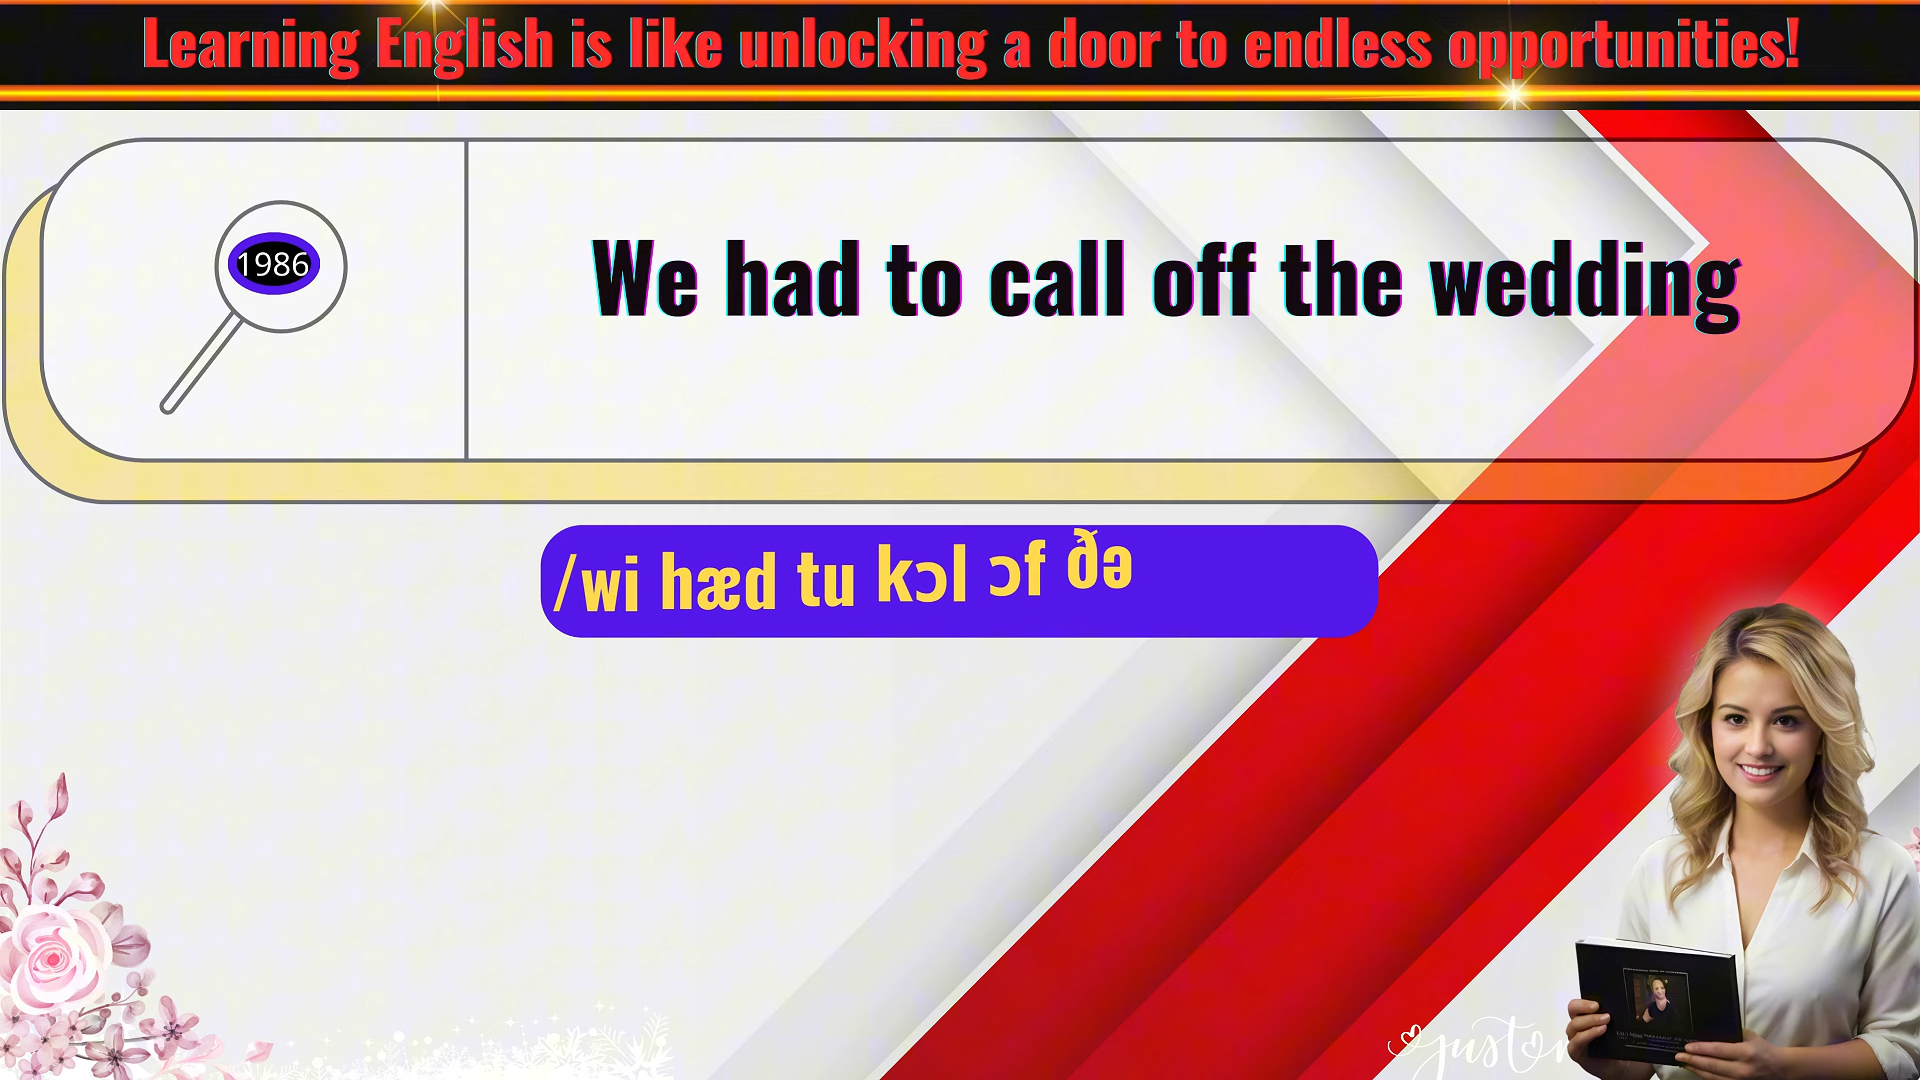 Learning English is like unlocking a door to endless opportunities!
1986
We had to call off the wedding
/wi hæd tu kɔl ɔf ðə
just